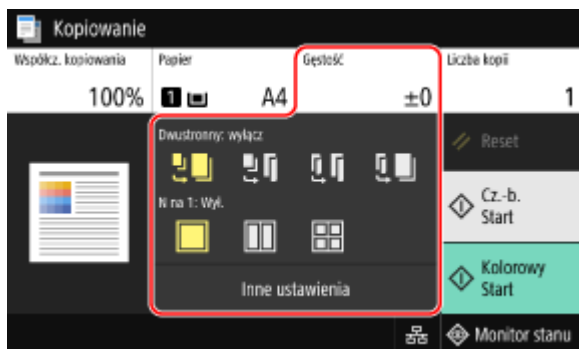 Kopiowanie
Współcz. kopiowania
Papier
Gęstość
Liczba kopii
100%
1
A4
±0
1
Dwustronny: wyłącz
N na 1: Wył.
Inne ustawienia
Reset
Cz.-b.
Start
Kolorowy
Start
Monitor stanu